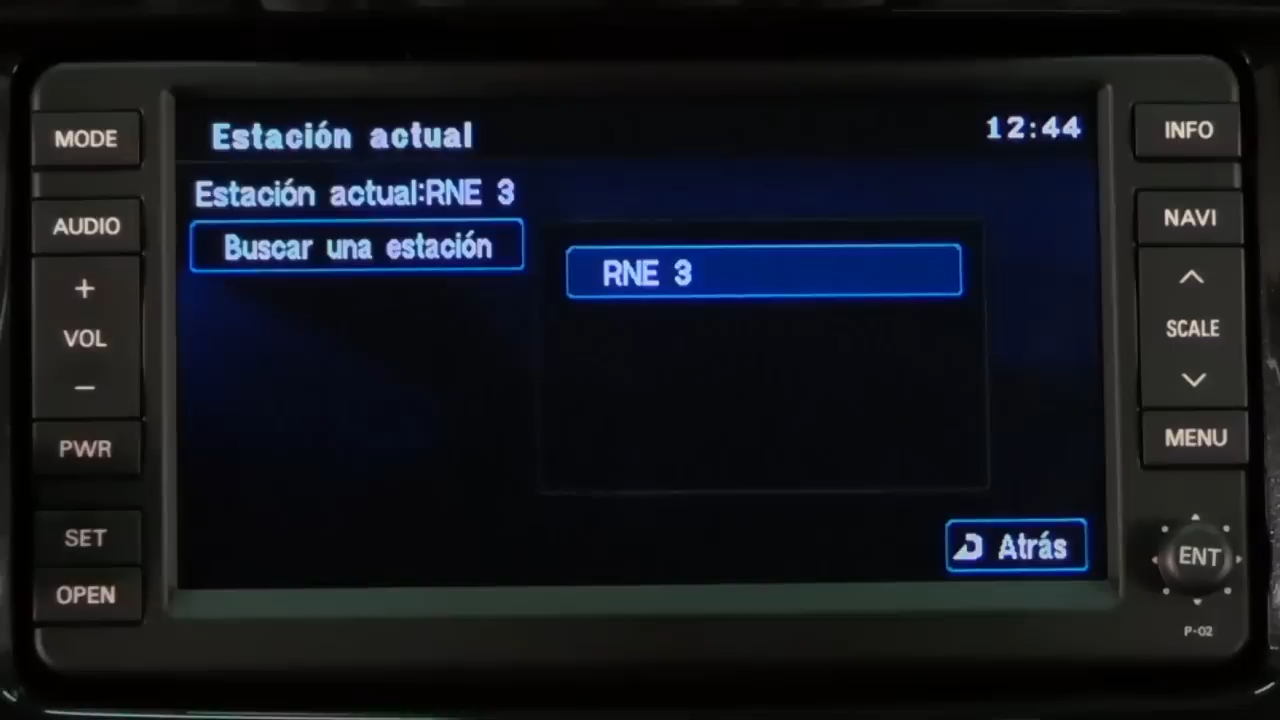 MODE
AUDIO
+
VOL
−
PWR
SET
OPEN
Estación actual
12:44
Estación actual:RNE 3
Buscar una estación
RNE 3
Atrás
INFO
NAVI
SCALE
MENU
ENT
P-02